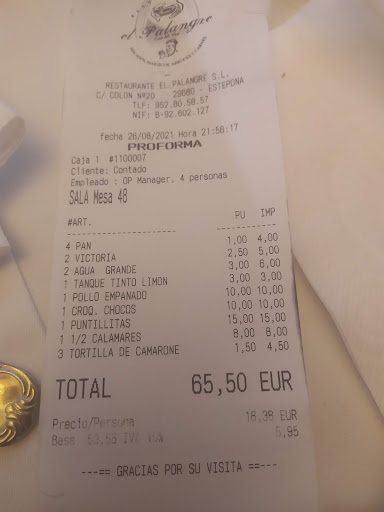 el Palangre
RESTAURANTE EL PALANGRE S.L.
C/ COLON Nº20 29680 - ESTEPONA
TLF: 952.80.58.57
NIF: B-92.602.127
fecha 26/08/2021 Hora 21:56:17
PROFORMA
Caja 1 #1100007
Cliente: Contado
Empleado : OP Manager, 4 personas
SALA Mesa 48
#ART. PU IMP
4 PAN 1,00 4,00
2 VICTORIA 2,50 5,00
2 AGUA GRANDE 3,00 6,00
1 TANQUE TINTO LIMON 3,00 3,00
1 POLLO EMPANADO 10,00 10,00
1 CROQ. CHOCOS 10,00 10,00
1 PUNTILLITAS 15,00 15,00
1 1/2 CALAMARES 8,00 8,00
3 TORTILLA DE CAMARONE 1,50 4,50
TOTAL 65,50 EUR
Precio/Persona 16,38 EUR
Base 59,55 IVA 5,95
---== GRACIAS POR SU VISITA ==---